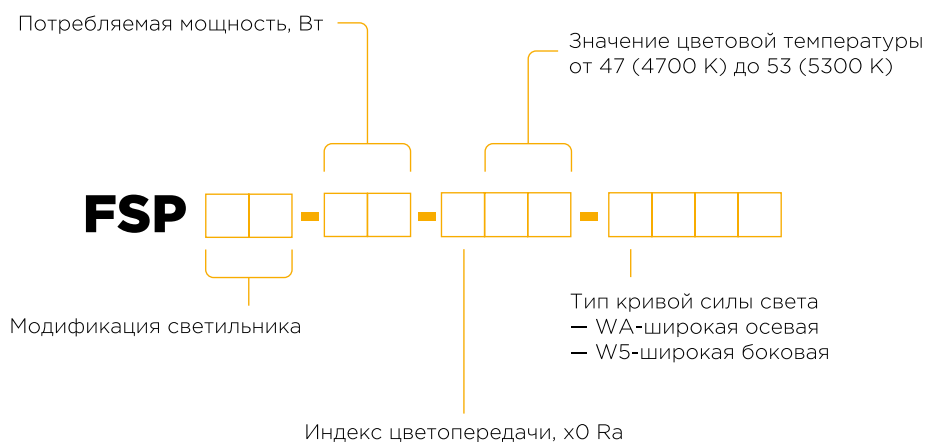 Потребляемая мощность, Вт
Значение цветовой температуры
от 47 (4700 K) до 53 (5300 K)
FSP
Модификация светильника
Тип кривой силы света
— WA-широкая осевая
— W5-широкая боковая
Индекс цветопередачи, x0 Ra